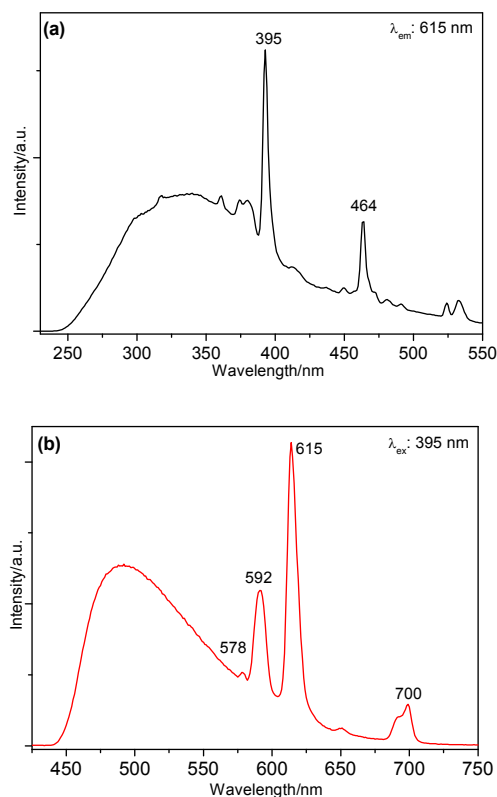 (a)
395
λem: 615 nm
464
Intensity/a.u.
250 300 350 400 450 500 550
Wavelength/nm
(b)
λex: 395 nm
615
592
578
700
Intensity/a.u.
450 500 550 600 650 700 750
Wavelength/nm